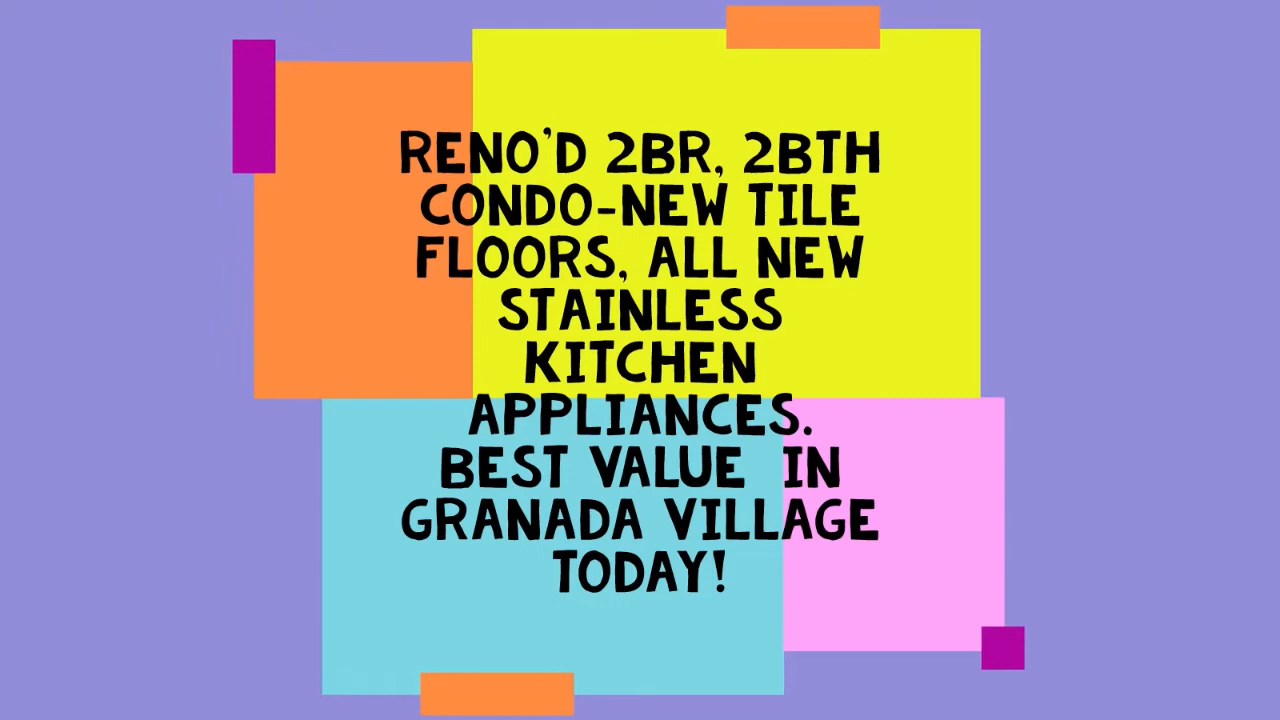 RENO'D 2BR, 2BTH
CONDO-NEW TILE
FLOORS, ALL NEW
STAINLESS
KITCHEN
APPLIANCES.
BEST VALUE IN
GRANADA VILLAGE
TODAY!